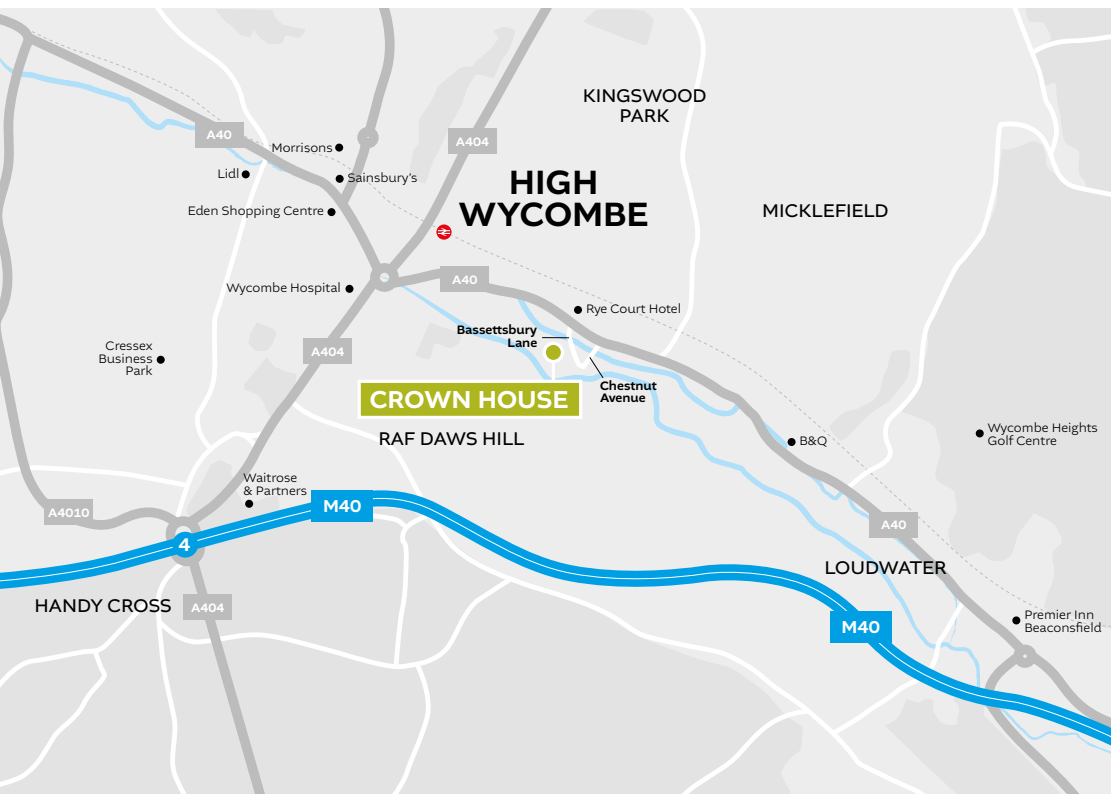 KINGSWOOD
PARK
A40
A404
Morrisons
Lidl
Sainsbury's
HIGH
WYCOMBE
Eden Shopping Centre
MICKLEFIELD
A40
Wycombe Hospital
Rye Court Hotel
Bassettsbury
Lane
Cressex
Business
Park
A404
Chestnut
Avenue
CROWN HOUSE
RAF DAWS HILL
B&Q
Wycombe Heights
Golf Centre
Waitrose
& Partners
M40
A4010
A40
4
LOUDWATER
HANDY CROSS
A404
M40
Premier Inn
Beaconsfield